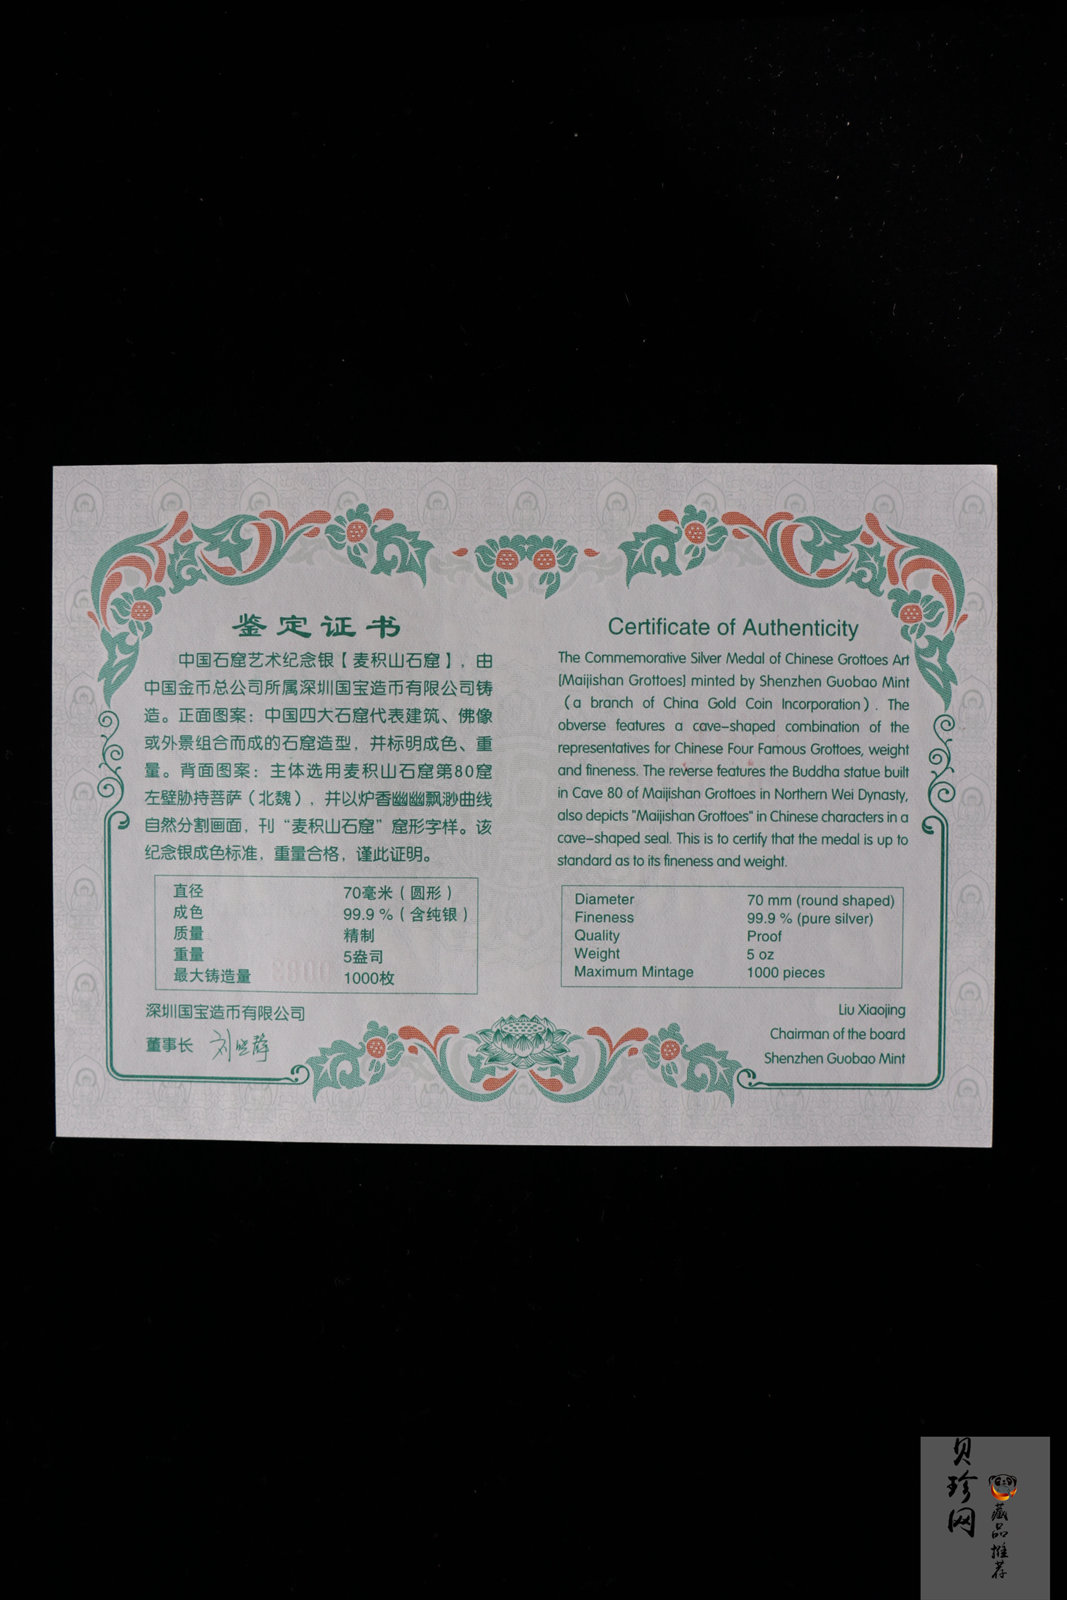 鉴定证书
中国石窟艺术纪念银【麦积山石窟】，由
中国金币总公司所属深圳国宝造币有限公司铸
造。正面图案：中国四大石窟代表建筑、佛像
或外景组合而成的石窟造型，并标明成色、重
量。背面图案：主体选用麦积山石窟第80窟
左壁胁持菩萨（北魏），并以炉香幽幽飘渺曲线
自然分割画面，刊“麦积山石窟”窟形字样。该
纪念银成色标准，重量合格，谨此证明。
直径 70毫米（圆形）
成色 99.9 %（含纯银）
质量 精制
重量 5盎司
最大铸造量 1000枚
深圳国宝造币有限公司
董事长
Certificate of Authenticity
The Commemorative Silver Medal of Chinese Grottoes Art
[Maijishan Grottoes] minted by Shenzhen Guobao Mint
（a branch of China Gold Coin Incorporation）. The
obverse features a cave-shaped combination of the
representatives for Chinese Four Famous Grottoes, weight
and fineness. The reverse features the Buddha statue built
in Cave 80 of Maijishan Grottoes in Northern Wei Dynasty,
also depicts "Maijishan Grottoes" in Chinese characters in a
cave-shaped seal. This is to certify that the medal is up to
standard as to its fineness and weight.
Diameter 70 mm (round shaped)
Fineness 99.9 % (pure silver)
Quality Proof
Weight 5 oz
Maximum Mintage 1000 pieces
Liu Xiaojing
Chairman of the board
Shenzhen Guobao Mint
贝珍网
藏品推荐